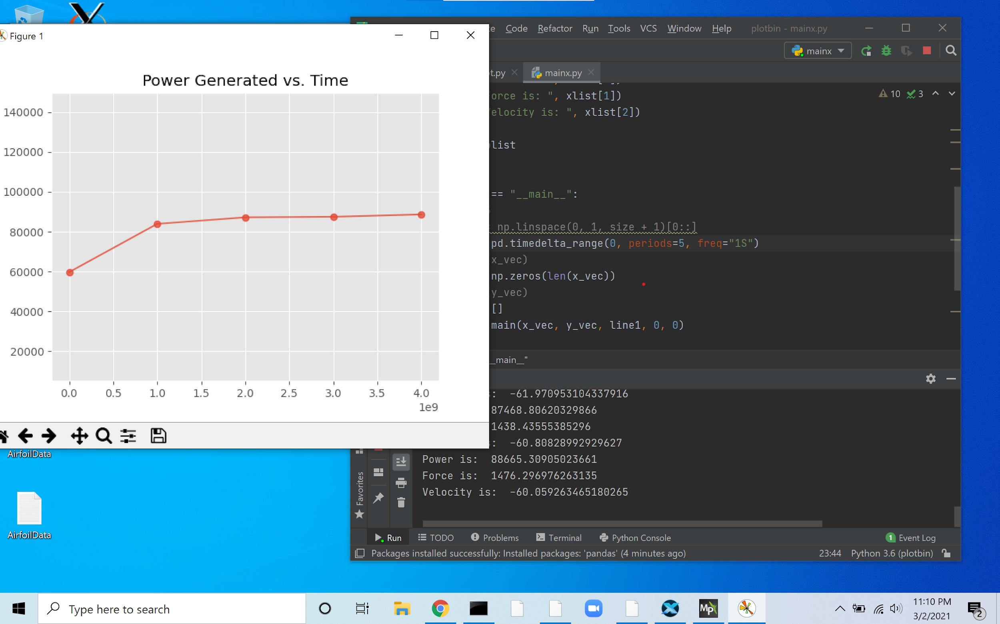 Figure 1
Power Generated vs. Time
140000
120000
100000
80000
60000
40000
20000
0.0 0.5 1.0 1.5 2.0 2.5 3.0 3.5 4.0
1e9
AirfoilData
AirfoilData
Code Refactor Run Tools VCS Window Help plotbin - mainx.py
mainx
t.py mainx.py
10 3
orce is: ", xlist[1])
elocity is: ", xlist[2])
list
== "__main__":
np.linspace(0, 1, size + 1)[0::]
pd.timedelta_range(0, periods=5, freq="1S")
x_vec)
np.zeros(len(x_vec))
y_vec)
[]
main(x_vec, y_vec, line1, 0, 0)
_main__"
: -61.970953104337916
87468.80620329866
1438.43555385296
: -60.80828992929627
Power is: 88665.30905023661
Force is: 1476.296976263135
Velocity is: -60.059263465180265
Favorites
Run TODO Problems Terminal Python Console 1 Event Log
Packages installed successfully: Installed packages: 'pandas' (4 minutes ago) 23:44 Python 3.6 (plotbin)
Type here to search
Mp
11:10 PM
3/2/2021
2